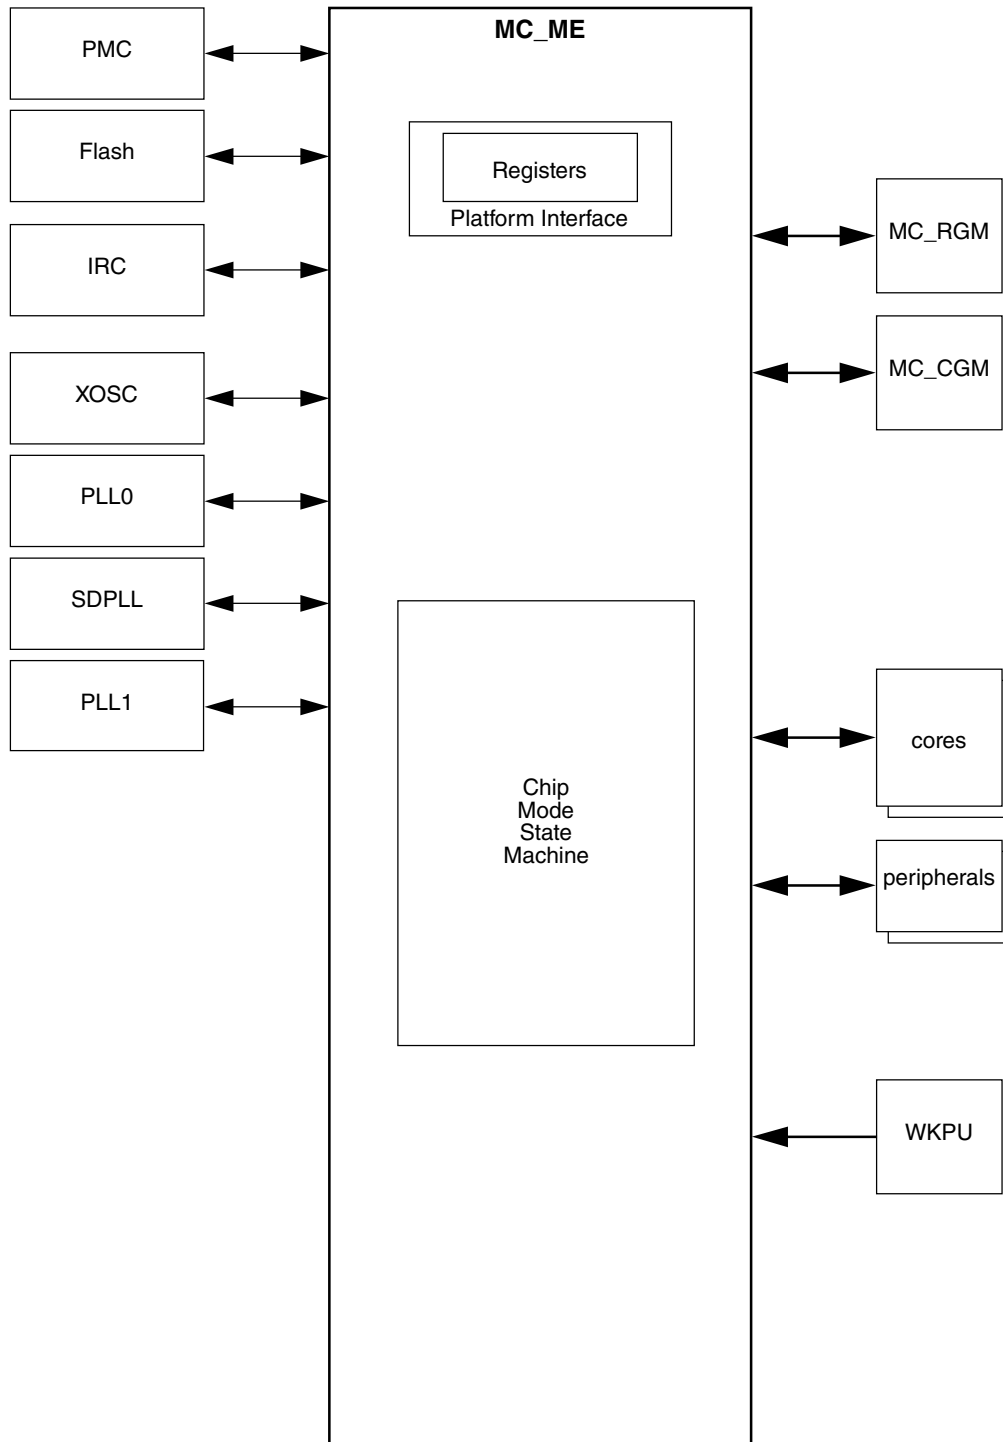 MC_ME
PMC
Flash
IRC
XOSC
PLL0
SDPLL
PLL1
Registers
Platform Interface
Chip
Mode
State
Machine
MC_RGM
MC_CGM
cores
peripherals
WKPU